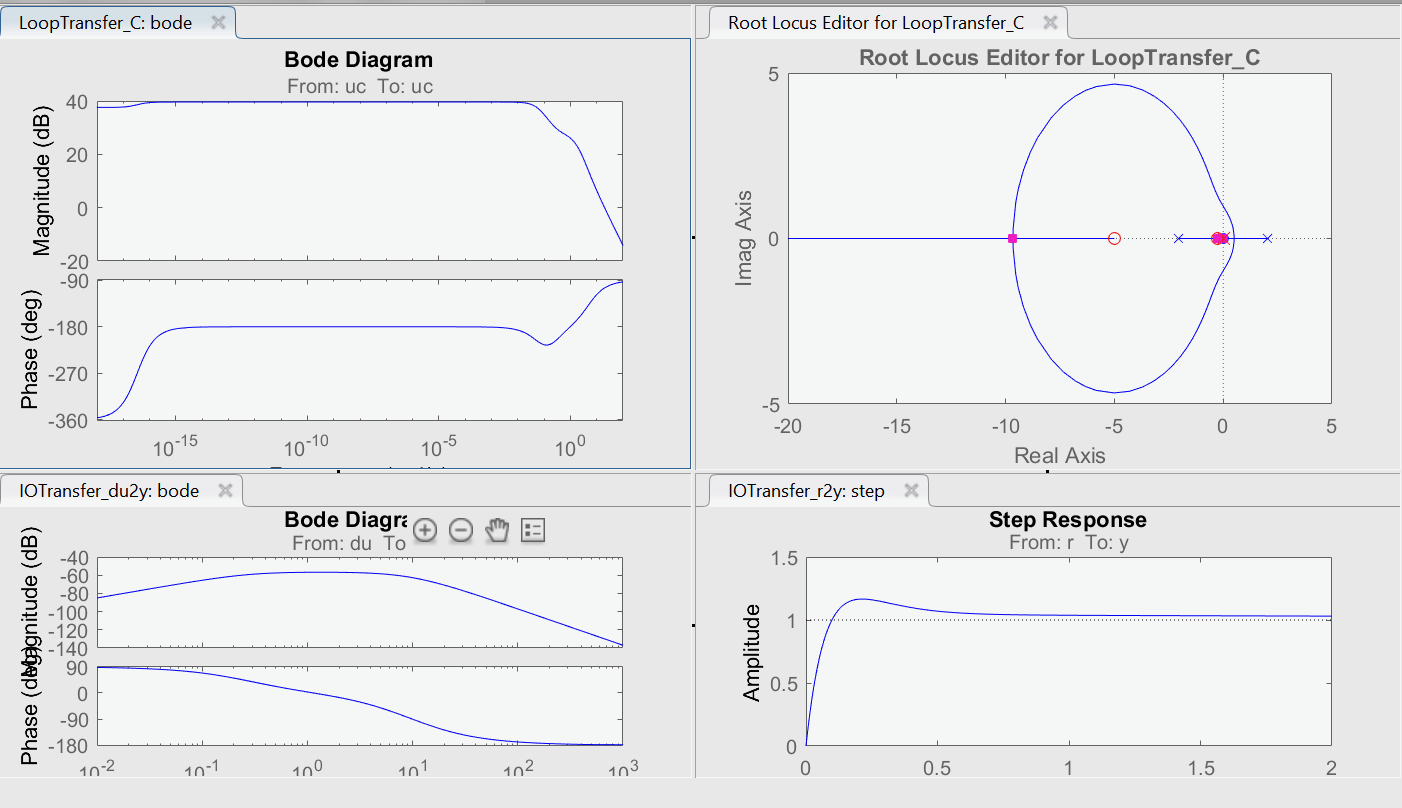 LoopTransfer_C: bode
Bode Diagram
From: uc To: uc
Magnitude (dB)
40
20
0
-20
Phase (deg)
-90
-180
-270
-360
10^-15
10^-10
10^-5
10^0
Root Locus Editor for LoopTransfer_C
Root Locus Editor for LoopTransfer_C
Imag Axis
5
0
-5
-20
-15
-10
-5
0
5
Real Axis
IOTransfer_du2y: bode
Bode Diagra
From: du To
Magnitude (dB)
-40
-60
-80
-100
-120
-140
Phase (deg)
90
0
-90
-180
10^-2
10^-1
10^0
10^1
10^2
10^3
IOTransfer_r2y: step
Step Response
From: r To: y
Amplitude
1.5
1
0.5
0
0
0.5
1
1.5
2